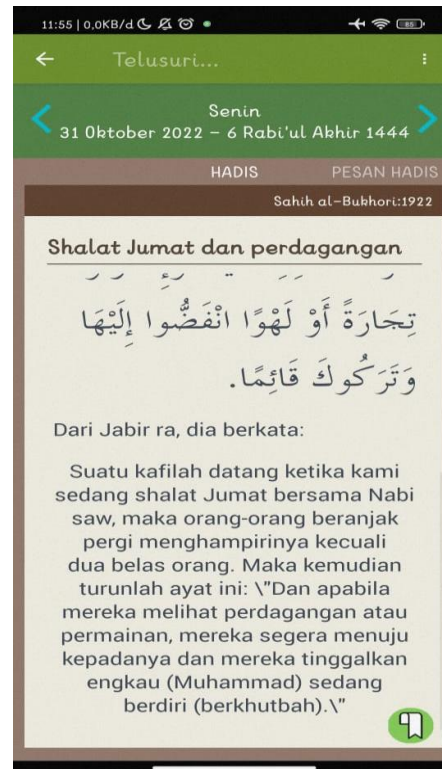 11:55 | 0,0KB/d
85
Telusuri...
Senin
31 Oktober 2022 - 6 Rabi'ul Akhir 1444
HADIS PESAN HADIS
Sahih al-Bukhori:1922
Shalat Jumat dan perdagangan
تِجَارَةً أَوْ لَهْوًا انْفَضُّوا إِلَيْهَا
وَتَرَكُوكَ قَائِمًا.
Dari Jabir ra, dia berkata:
Suatu kafilah datang ketika kami
sedang shalat Jumat bersama Nabi
saw, maka orang-orang beranjak
pergi menghampirinya kecuali
dua belas orang. Maka kemudian
turunlah ayat ini: \"Dan apabila
mereka melihat perdagangan atau
permainan, mereka segera menuju
kepadanya dan mereka tinggalkan
engkau (Muhammad) sedang
berdiri (berkhutbah).\"